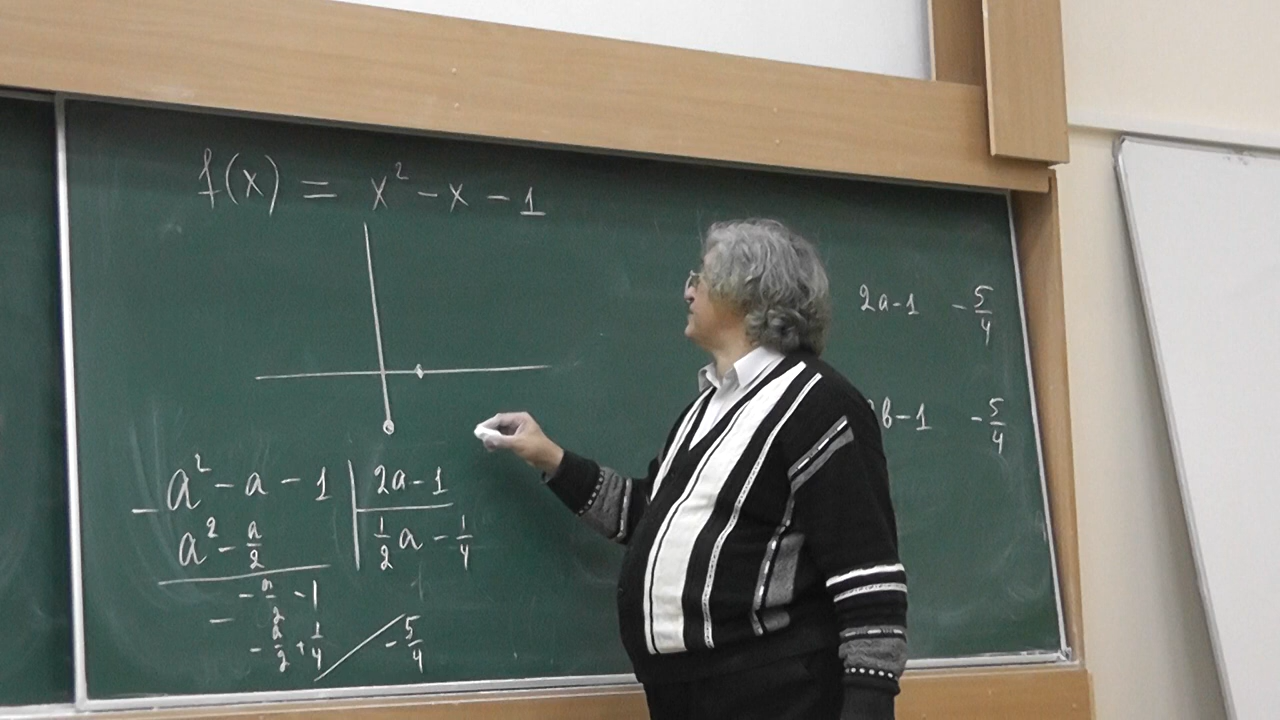 f(x) = x² - x - 1
2a-1 -5/4
b-1 -5/4
- a² - a - 1 | 2a-1
a² - a/2 | 1/2 a - 1/4
- a/2 - 1
- - a/2 + 1/4 -5/4